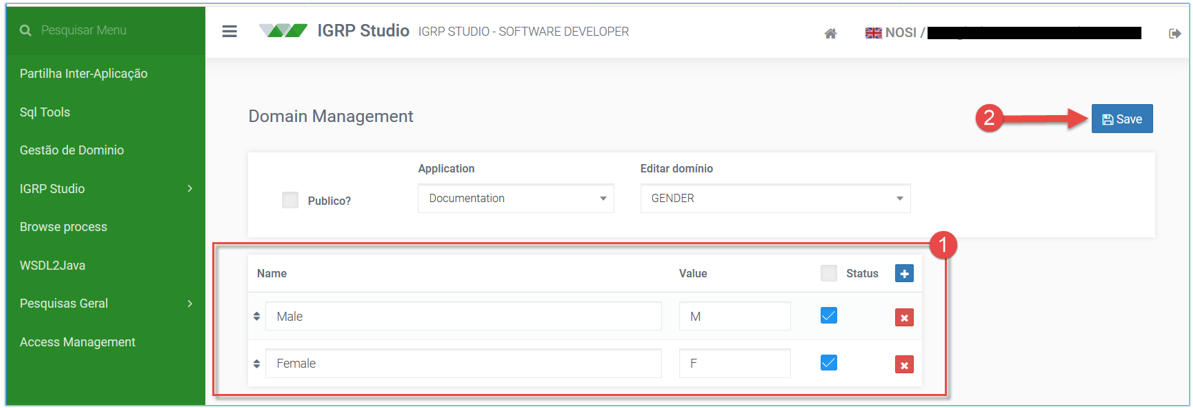 Pesquisar Menu
IGRP Studio IGRP STUDIO - SOFTWARE DEVELOPER
NOSI /
Partilha Inter-Aplicação
Sql Tools
Gestão de Dominio
IGRP Studio
Browse process
WSDL2Java
Pesquisas Geral
Access Management
Domain Management
2
Save
Application
Editar domínio
Publico?
Documentation
GENDER
1
Name Value Status
Male M
Female F